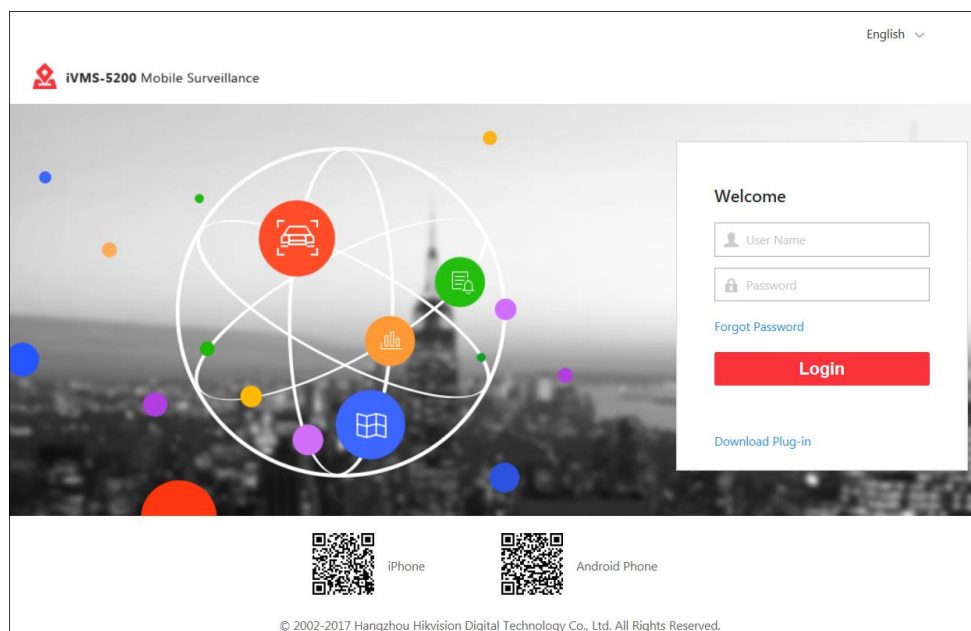 English
iVMS-5200 Mobile Surveillance
Welcome
User Name
Password
Forgot Password
Login
Download Plug-in
iPhone
Android Phone
© 2002-2017 Hangzhou Hikvision Digital Technology Co., Ltd. All Rights Reserved.